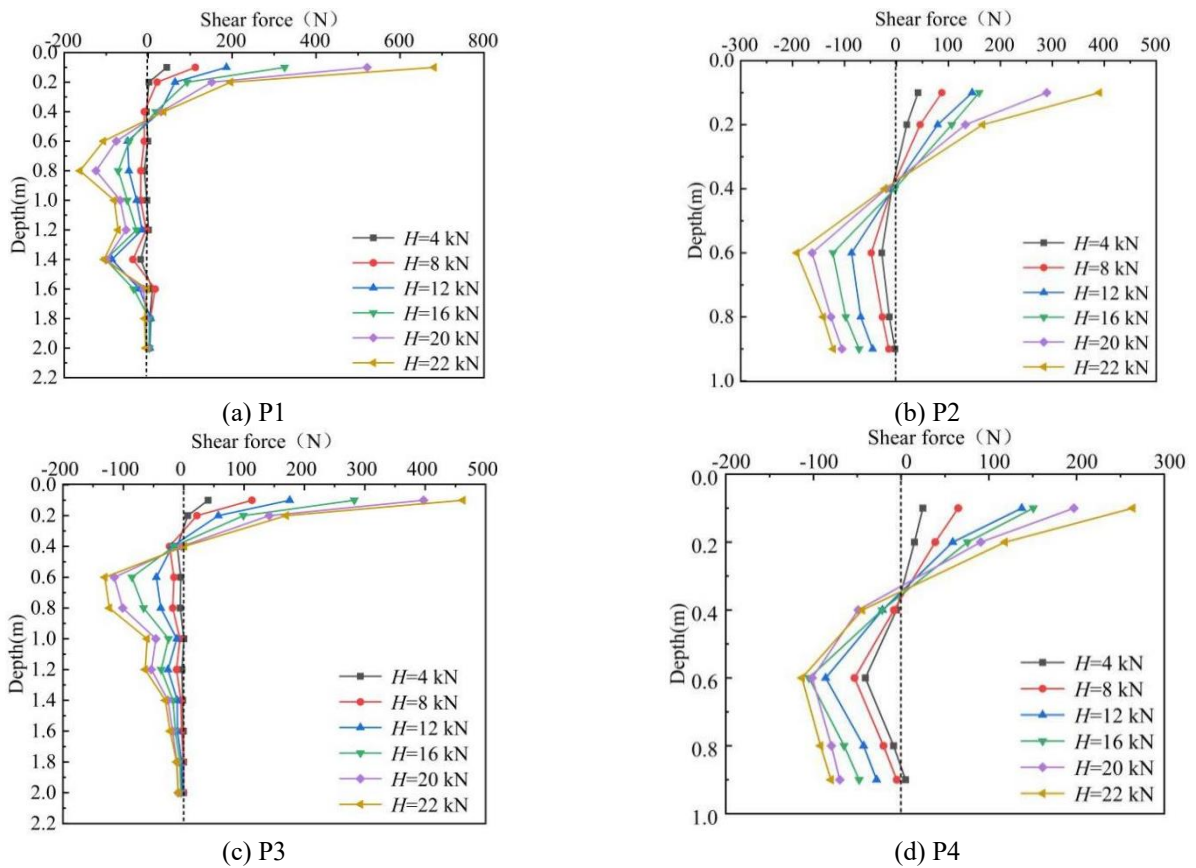 Shear force（N）
-200 0 200 400 600 800
0.0
0.2
0.4
0.6
0.8
1.0
1.2
1.4
1.6
1.8
2.0
2.2
Depth(m)
H=4 kN
H=8 kN
H=12 kN
H=16 kN
H=20 kN
H=22 kN
(a) P1
Shear force（N）
-300 -200 -100 0 100 200 300 400 500
0.0
0.2
0.4
0.6
0.8
1.0
Depth(m)
H=4 kN
H=8 kN
H=12 kN
H=16 kN
H=20 kN
H=22 kN
(b) P2
Shear force（N）
-200 -100 0 100 200 300 400 500
0.0
0.2
0.4
0.6
0.8
1.0
1.2
1.4
1.6
1.8
2.0
2.2
Depth(m)
H=4 kN
H=8 kN
H=12 kN
H=16 kN
H=20 kN
H=22 kN
(c) P3
Shear force（N）
-200 -100 0 100 200 300
0.0
0.2
0.4
0.6
0.8
1.0
Depth(m)
H=4 kN
H=8 kN
H=12 kN
H=16 kN
H=20 kN
H=22 kN
(d) P4